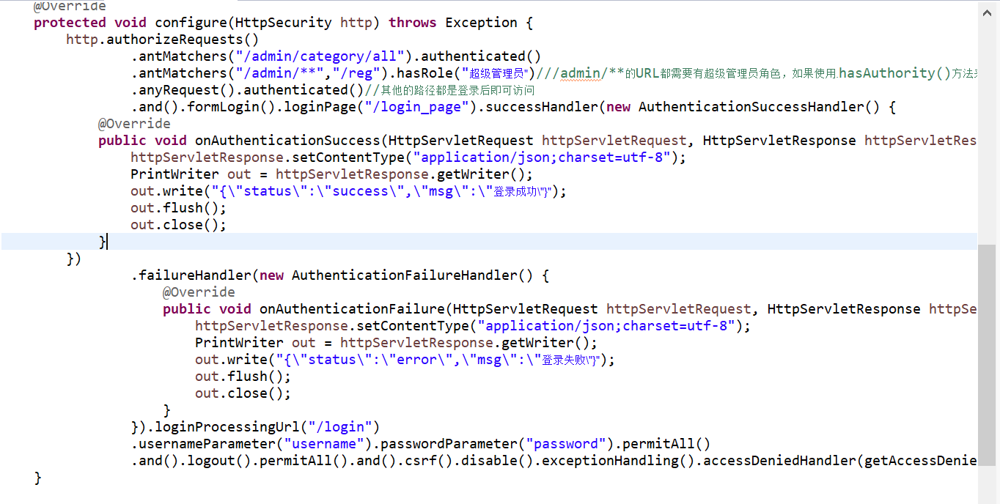 @Override
protected void configure(HttpSecurity http) throws Exception {
http.authorizeRequests()
.antMatchers("/admin/category/all").authenticated()
.antMatchers("/admin/**","/reg").hasRole("超级管理员")///admin/**的URL都需要有超级管理员角色，如果使用.hasAuthority()方法来
.anyRequest().authenticated()//其他的路径都是登录后即可访问
.and().formLogin().loginPage("/login_page").successHandler(new AuthenticationSuccessHandler() {
@Override
public void onAuthenticationSuccess(HttpServletRequest httpServletRequest, HttpServletResponse httpServletRes
httpServletResponse.setContentType("application/json;charset=utf-8");
PrintWriter out = httpServletResponse.getWriter();
out.write("{\"status\":\"success\",\"msg\":\"登录成功\"}");
out.flush();
out.close();
}
})
.failureHandler(new AuthenticationFailureHandler() {
@Override
public void onAuthenticationFailure(HttpServletRequest httpServletRequest, HttpServletResponse httpSe
httpServletResponse.setContentType("application/json;charset=utf-8");
PrintWriter out = httpServletResponse.getWriter();
out.write("{\"status\":\"error\",\"msg\":\"登录失败\"}");
out.flush();
out.close();
}
}).loginProcessingUrl("/login")
.usernameParameter("username").passwordParameter("password").permitAll()
.and().logout().permitAll().and().csrf().disable().exceptionHandling().accessDeniedHandler(getAccessDenie
}